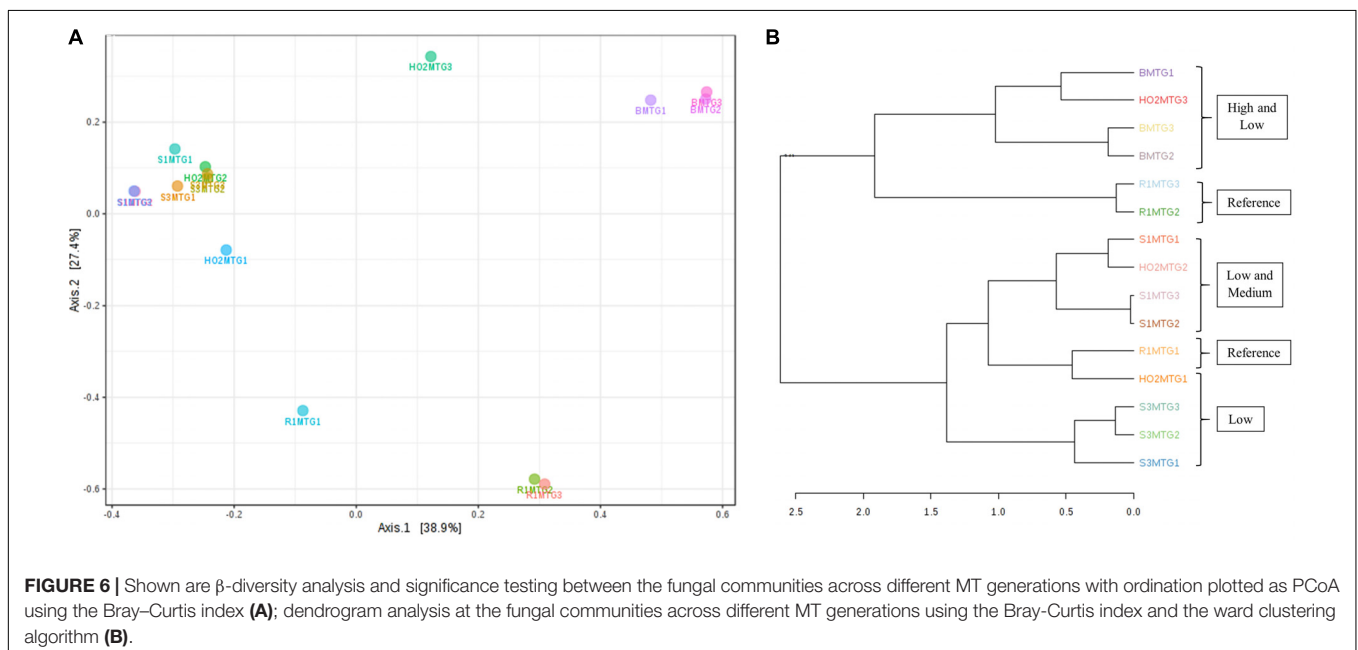 A
B
HO2MTG3
BMTG1
BMTG3
BMTG2
S1MTG1
HO2MTG2
S3MTG2
S3MTG1
S1MTG2
HO2MTG1
R1MTG1
R1MTG2
R1MTG3
0.2
0.0
-0.2
-0.4
-0.6
Axis.2 [27.4%]
-0.4 -0.2 0.0 0.2 0.4 0.6
Axis.1 [38.9%]
BMTG1
HO2MTG3
BMTG3
BMTG2
R1MTG3
R1MTG2
S1MTG1
HO2MTG2
S1MTG3
S1MTG2
R1MTG1
HO2MTG1
S3MTG3
S3MTG2
S3MTG1
High and
Low
Reference
Low and
Medium
Reference
Low
2.5 2.0 1.5 1.0 0.5 0.0
FIGURE 6 | Shown are β-diversity analysis and significance testing between the fungal communities across different MT generations with ordination plotted as PCoA
using the Bray–Curtis index (A); dendrogram analysis at the fungal communities across different MT generations using the Bray-Curtis index and the ward clustering
algorithm (B).